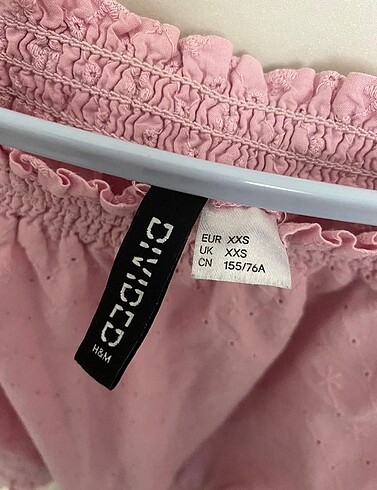 DIVIDED
H&M
EUR XXS
UK XXS
CN 155/76A